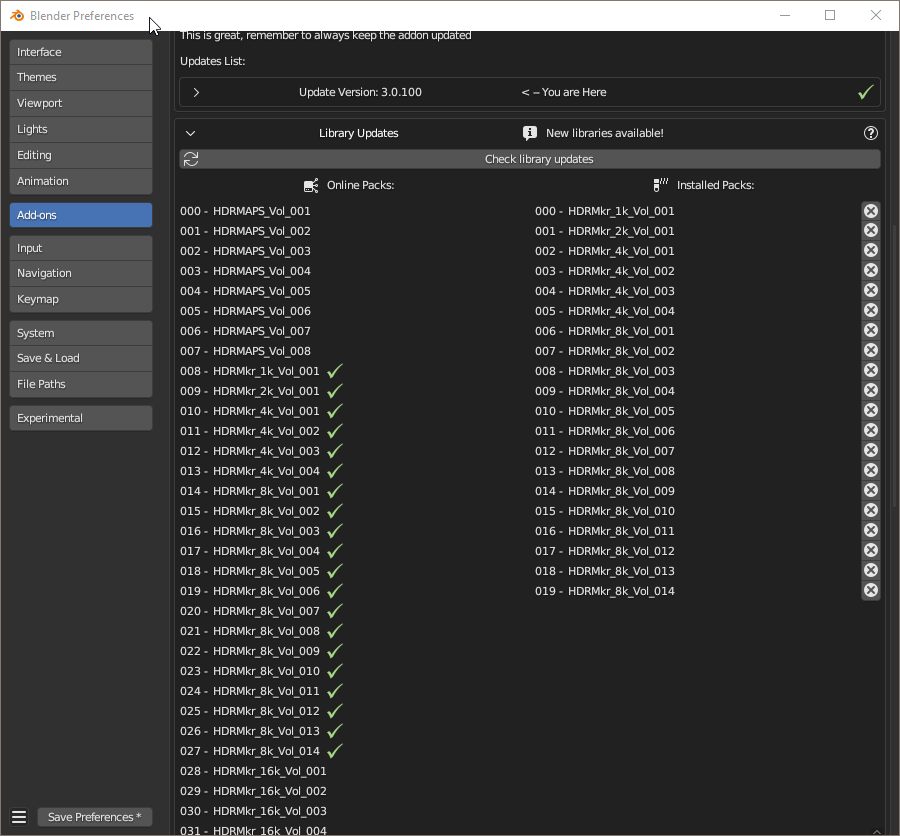 Blender Preferences
Interface
Themes
Viewport
Lights
Editing
Animation
Add-ons
Input
Navigation
Keymap
System
Save & Load
File Paths
Experimental
Save Preferences *
This is great, remember to always keep the addon updated
Updates List:
Update Version: 3.0.100 < -- You are Here
Library Updates New libraries available!
Check library updates
Online Packs: Installed Packs:
000 - HDRMAPS_Vol_001 000 - HDRMkr_1k_Vol_001
001 - HDRMAPS_Vol_002 001 - HDRMkr_2k_Vol_001
002 - HDRMAPS_Vol_003 002 - HDRMkr_4k_Vol_001
003 - HDRMAPS_Vol_004 003 - HDRMkr_4k_Vol_002
004 - HDRMAPS_Vol_005 004 - HDRMkr_4k_Vol_003
005 - HDRMAPS_Vol_006 005 - HDRMkr_4k_Vol_004
006 - HDRMAPS_Vol_007 006 - HDRMkr_8k_Vol_001
007 - HDRMAPS_Vol_008 007 - HDRMkr_8k_Vol_002
008 - HDRMkr_1k_Vol_001 008 - HDRMkr_8k_Vol_003
009 - HDRMkr_2k_Vol_001 009 - HDRMkr_8k_Vol_004
010 - HDRMkr_4k_Vol_001 010 - HDRMkr_8k_Vol_005
011 - HDRMkr_4k_Vol_002 011 - HDRMkr_8k_Vol_006
012 - HDRMkr_4k_Vol_003 012 - HDRMkr_8k_Vol_007
013 - HDRMkr_4k_Vol_004 013 - HDRMkr_8k_Vol_008
014 - HDRMkr_8k_Vol_001 014 - HDRMkr_8k_Vol_009
015 - HDRMkr_8k_Vol_002 015 - HDRMkr_8k_Vol_010
016 - HDRMkr_8k_Vol_003 016 - HDRMkr_8k_Vol_011
017 - HDRMkr_8k_Vol_004 017 - HDRMkr_8k_Vol_012
018 - HDRMkr_8k_Vol_005 018 - HDRMkr_8k_Vol_013
019 - HDRMkr_8k_Vol_006 019 - HDRMkr_8k_Vol_014
020 - HDRMkr_8k_Vol_007
021 - HDRMkr_8k_Vol_008
022 - HDRMkr_8k_Vol_009
023 - HDRMkr_8k_Vol_010
024 - HDRMkr_8k_Vol_011
025 - HDRMkr_8k_Vol_012
026 - HDRMkr_8k_Vol_013
027 - HDRMkr_8k_Vol_014
028 - HDRMkr_16k_Vol_001
029 - HDRMkr_16k_Vol_002
030 - HDRMkr_16k_Vol_003
031 - HDRMkr_16k_Vol_004